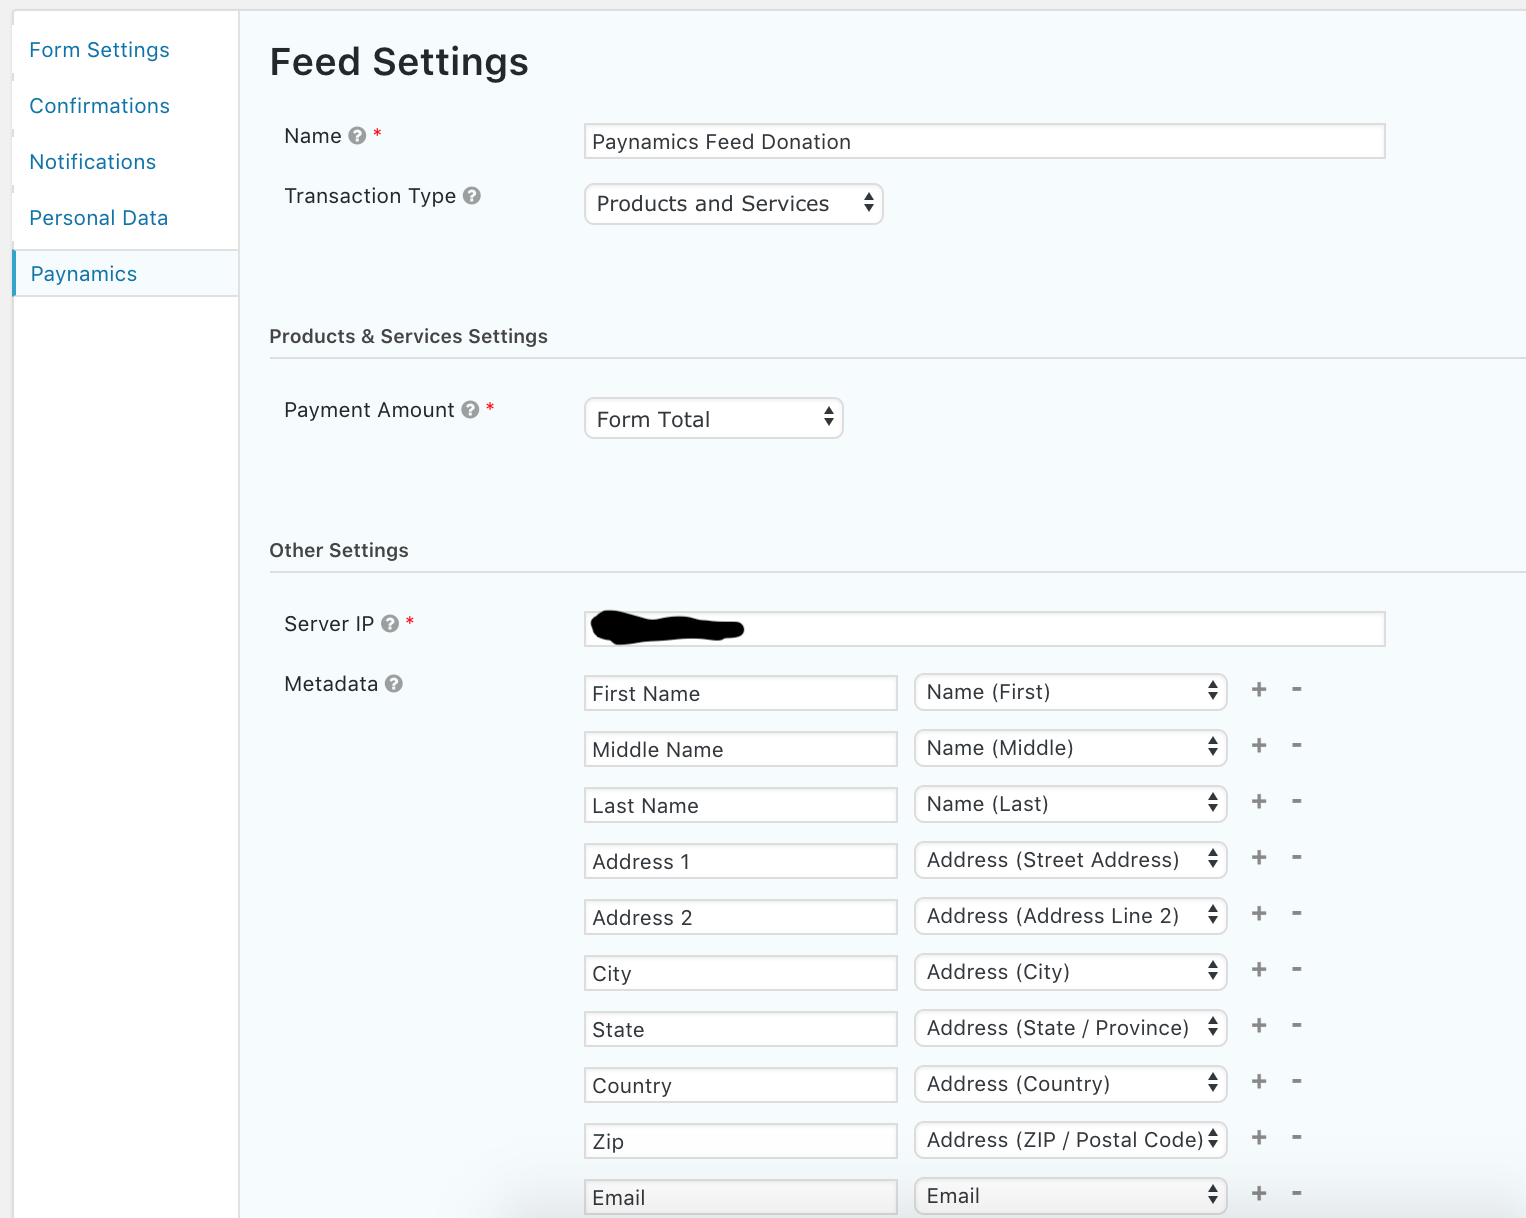 Form Settings
Confirmations
Notifications
Personal Data
Paynamics
Feed Settings
Name ? *
Paynamics Feed Donation
Transaction Type ?
Products and Services
Products & Services Settings
Payment Amount ? *
Form Total
Other Settings
Server IP ? *
Metadata ?
First Name Name (First) + -
Middle Name Name (Middle) + -
Last Name Name (Last) + -
Address 1 Address (Street Address) + -
Address 2 Address (Address Line 2) + -
City Address (City) + -
State Address (State / Province) + -
Country Address (Country) + -
Zip Address (ZIP / Postal Code) + -
Email Email + -